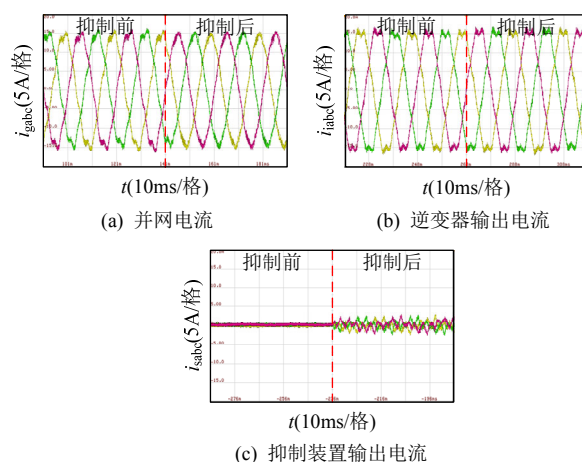 抑制前 抑制后
i_gabc(5A/格)
t(10ms/格)
(a) 并网电流
抑制前 抑制后
i_iabc(5A/格)
t(10ms/格)
(b) 逆变器输出电流
抑制前 抑制后
i_sabc(5A/格)
t(10ms/格)
(c) 抑制装置输出电流